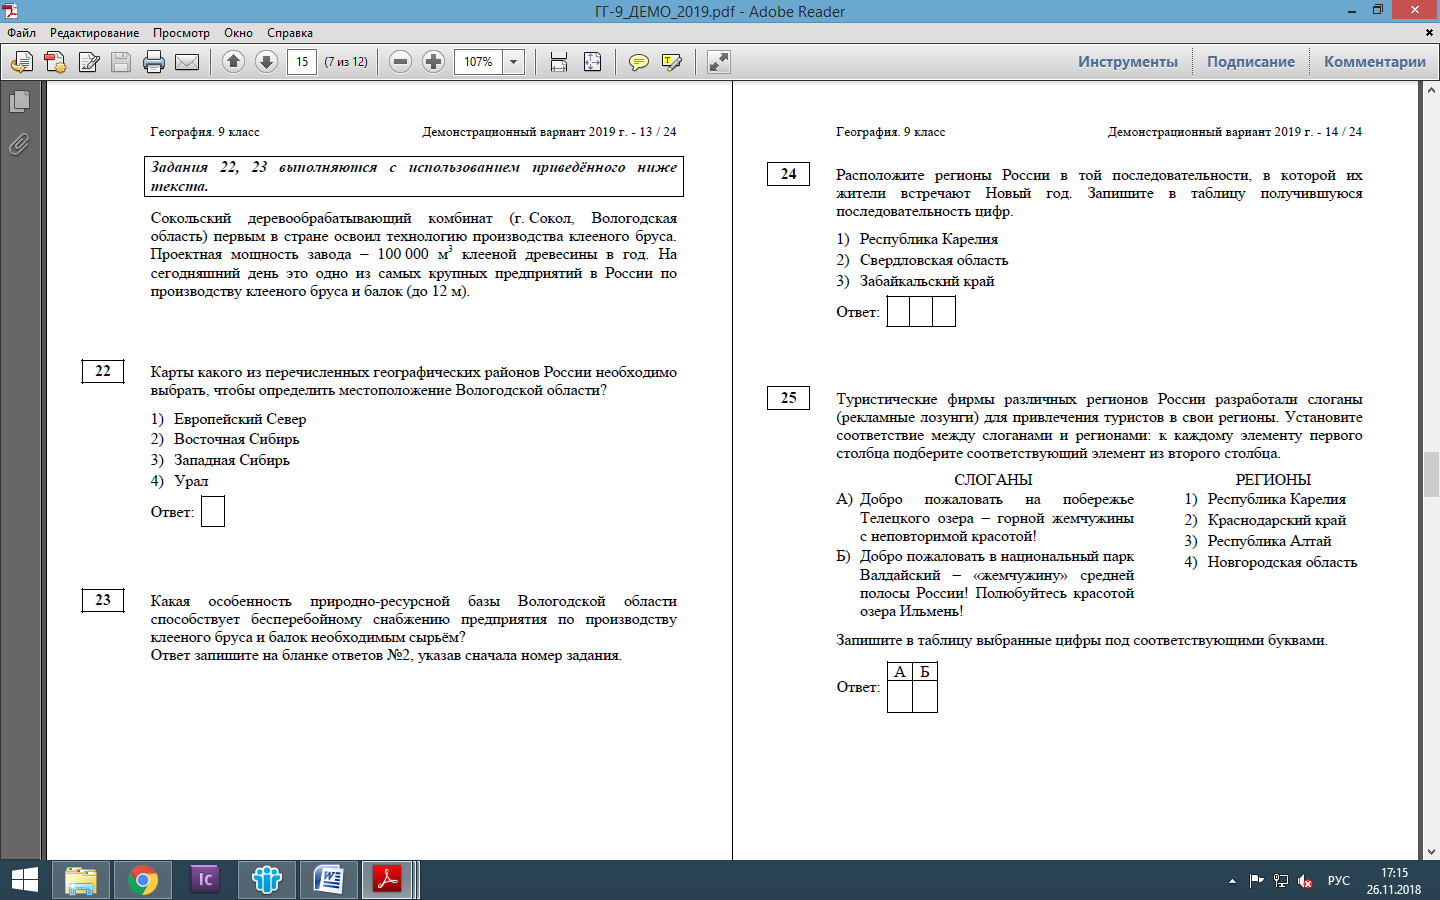 ГГ-9_ДЕМО_2019.pdf - Adobe Reader
Файл Редактирование Просмотр Окно Справка
15 (7 из 12) 107% Инструменты Подписание Комментарии
География. 9 класс Демонстрационный вариант 2019 г. - 13 / 24
Задания 22, 23 выполняются с использованием приведённого ниже
текста.
Сокольский деревообрабатывающий комбинат (г. Сокол, Вологодская
область) первым в стране освоил технологию производства клееного бруса.
Проектная мощность завода – 100 000 м³ клееной древесины в год. На
сегодняшний день это одно из самых крупных предприятий в России по
производству клееного бруса и балок (до 12 м).
22
Карты какого из перечисленных географических районов России необходимо
выбрать, чтобы определить местоположение Вологодской области?
1) Европейский Север
2) Восточная Сибирь
3) Западная Сибирь
4) Урал
Ответ:
23
Какая особенность природно-ресурсной базы Вологодской области
способствует бесперебойному снабжению предприятия по производству
клееного бруса и балок необходимым сырьём?
Ответ запишите на бланке ответов №2, указав сначала номер задания.
География. 9 класс Демонстрационный вариант 2019 г. - 14 / 24
24
Расположите регионы России в той последовательности, в которой их
жители встречают Новый год. Запишите в таблицу получившуюся
последовательность цифр.
1) Республика Карелия
2) Свердловская область
3) Забайкальский край
Ответ:
25
Туристические фирмы различных регионов России разработали слоганы
(рекламные лозунги) для привлечения туристов в свои регионы. Установите
соответствие между слоганами и регионами: к каждому элементу первого
столбца подберите соответствующий элемент из второго столбца.
СЛОГАНЫ
А) Добро пожаловать на побережье
Телецкого озера – горной жемчужины
с неповторимой красотой!
Б) Добро пожаловать в национальный парк
Валдайский – «жемчужину» средней
полосы России! Полюбуйтесь красотой
озера Ильмень!
РЕГИОНЫ
1) Республика Карелия
2) Краснодарский край
3) Республика Алтай
4) Новгородская область
Запишите в таблицу выбранные цифры под соответствующими буквами.
А Б
Ответ:
Ic
РУС
17:15
26.11.2018